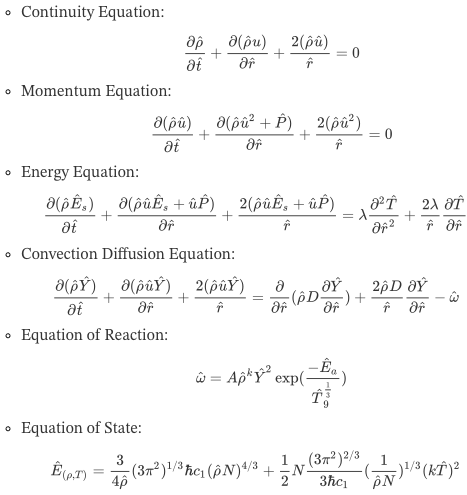 Continuity Equation:
$$\frac{\partial \hat{\rho}}{\partial \hat{t}} + \frac{\partial(\hat{\rho} u)}{\partial \hat{r}} + \frac{2(\hat{\rho}\hat{u})}{\hat{r}} = 0$$
Momentum Equation:
$$\frac{\partial(\hat{\rho}\hat{u})}{\partial \hat{t}} + \frac{\partial(\hat{\rho}\hat{u}^2 + \hat{P})}{\partial \hat{r}} + \frac{2(\hat{\rho}\hat{u}^2)}{\hat{r}} = 0$$
Energy Equation:
$$\frac{\partial(\hat{\rho}\hat{E}_s)}{\partial \hat{t}} + \frac{\partial(\hat{\rho}\hat{u}\hat{E}_s + \hat{u}\hat{P})}{\partial \hat{r}} + \frac{2(\hat{\rho}\hat{u}\hat{E}_s + \hat{u}\hat{P})}{\hat{r}} = \lambda \frac{\partial^2 \hat{T}}{\partial \hat{r}^2} + \frac{2\lambda}{\hat{r}} \frac{\partial \hat{T}}{\partial \hat{r}}$$
Convection Diffusion Equation:
$$\frac{\partial(\hat{\rho}\hat{Y})}{\partial \hat{t}} + \frac{\partial(\hat{\rho}\hat{u}\hat{Y})}{\partial \hat{r}} + \frac{2(\hat{\rho}\hat{u}\hat{Y})}{\hat{r}} = \frac{\partial}{\partial \hat{r}}(\hat{\rho} D \frac{\partial \hat{Y}}{\partial \hat{r}}) + \frac{2\hat{\rho} D}{\hat{r}} \frac{\partial \hat{Y}}{\partial \hat{r}} - \hat{\omega}$$
Equation of Reaction:
$$\hat{\omega} = A\hat{\rho}^k \hat{Y}^2 \exp(\frac{-\hat{E}_a}{\hat{T}_9^{\frac{1}{3}}})$$
Equation of State:
$$\hat{E}_{(\rho,T)} = \frac{3}{4\hat{\rho}}(3\pi^2)^{1/3} \hbar c_1 (\hat{\rho} N)^{4/3} + \frac{1}{2} N \frac{(3\pi^2)^{2/3}}{3\hbar c_1} (\frac{1}{\hat{\rho} N})^{1/3} (k\hat{T})^2$$